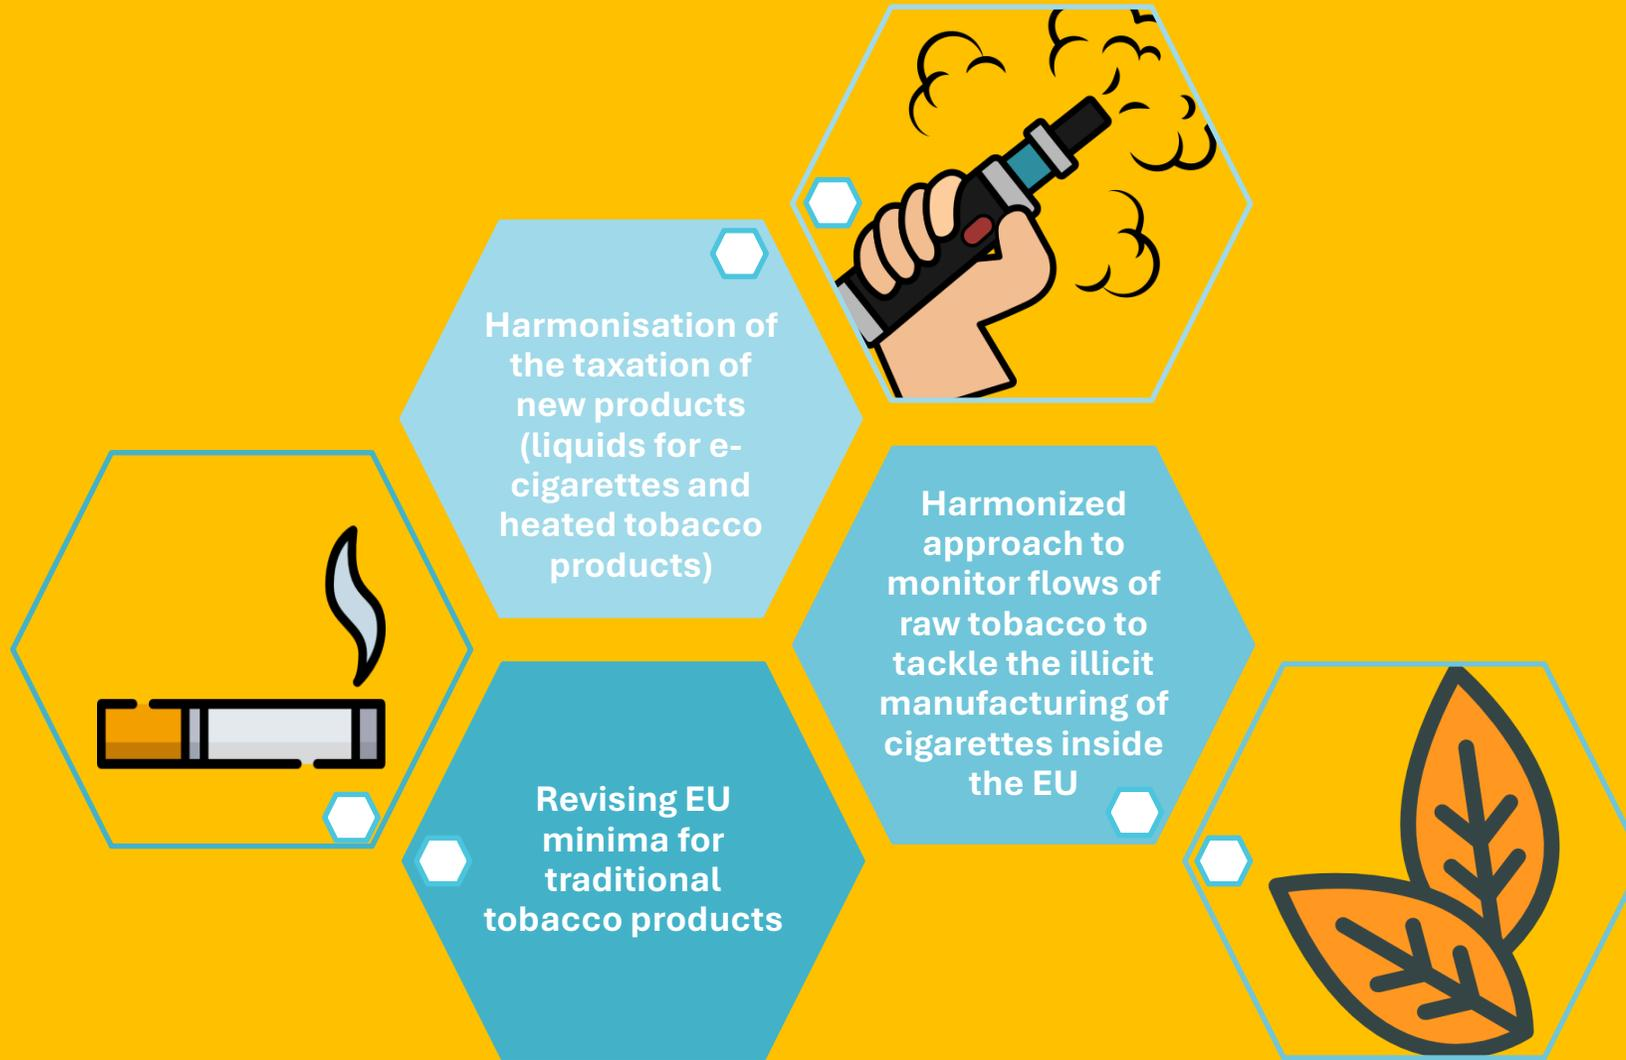 Harmonisation of
the taxation of
new products
(liquids for e-
cigarettes and
heated tobacco
products)
Harmonized
approach to
monitor flows of
raw tobacco to
tackle the illicit
manufacturing of
cigarettes inside
the EU
Revising EU
minima for
traditional
tobacco products